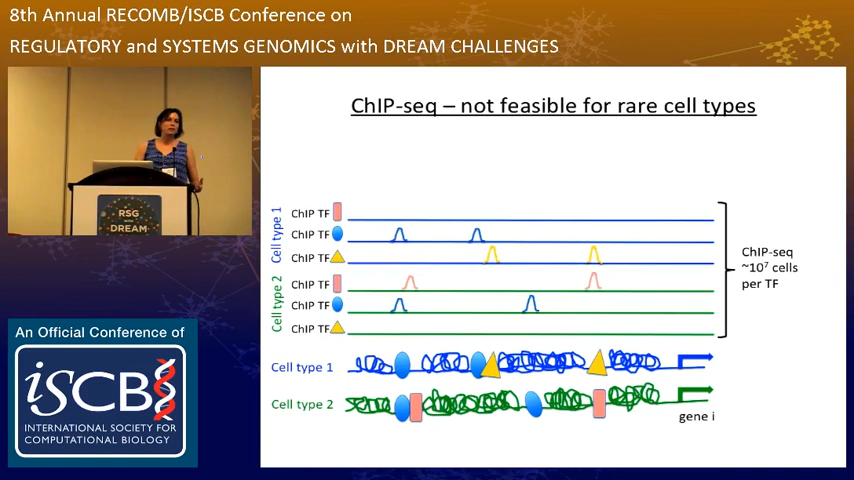 8th Annual RECOMB/ISCB Conference on
REGULATORY and SYSTEMS GENOMICS with DREAM CHALLENGES
RSG
with
DREAM
An Official Conference of
iSCB
INTERNATIONAL SOCIETY FOR
COMPUTATIONAL BIOLOGY
ChIP-seq – not feasible for rare cell types
Cell type 1
ChIP TF
ChIP TF
ChIP TF
Cell type 2
ChIP TF
ChIP TF
ChIP TF
ChIP-seq
~10⁷ cells
per TF
Cell type 1
Cell type 2
gene i